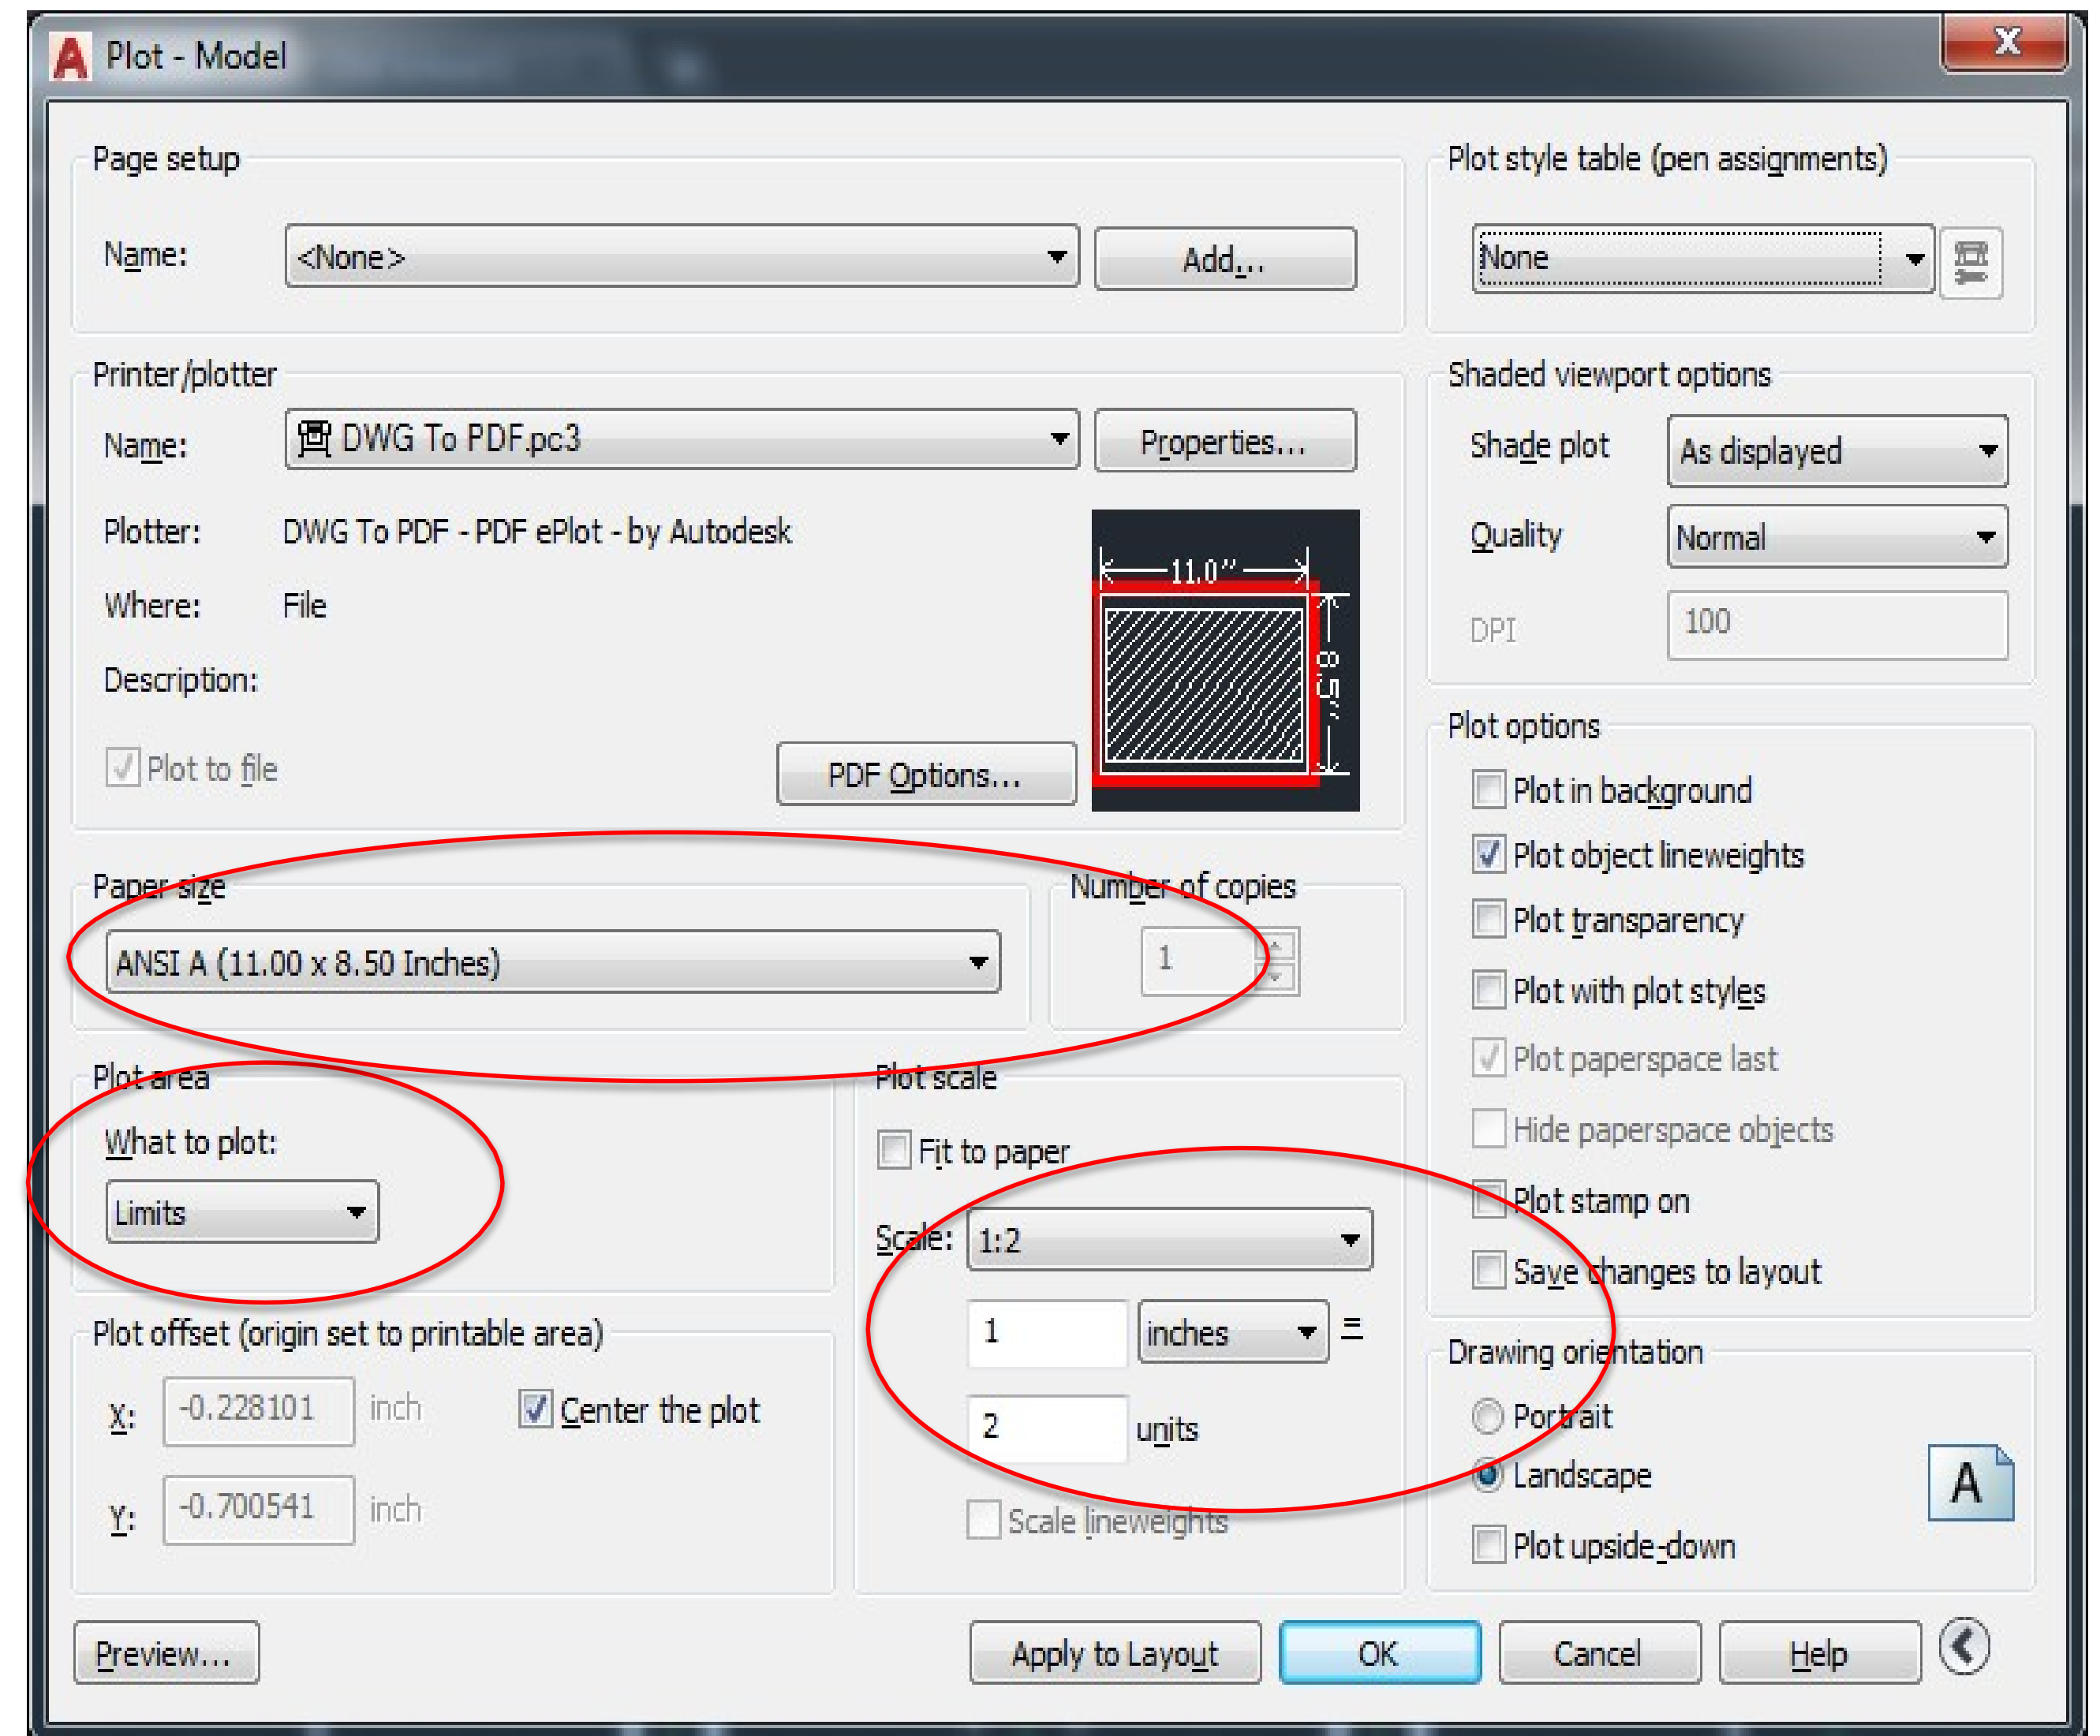 Plot - Model
Page setup
Name:
<None>
Add...
Printer/plotter
Name:
DWG To PDF.pc3
Properties...
Plotter:
DWG To PDF - PDF ePlot - by Autodesk
Where:
File
Description:
Plot to file
PDF Options...
11.0"
8.5"
Paper size
ANSI A (11.00 x 8.50 Inches)
Number of copies
1
Plot area
What to plot:
Limits
Plot scale
Fit to paper
Scale:
1:2
1
inches
=
2
units
Scale lineweights
Plot offset (origin set to printable area)
X:
-0.228101
inch
Center the plot
Y:
-0.700541
inch
Plot style table (pen assignments)
None
Shaded viewport options
Shade plot
As displayed
Quality
Normal
DPI
100
Plot options
Plot in background
Plot object lineweights
Plot transparency
Plot with plot styles
Plot paperspace last
Hide paperspace objects
Plot stamp on
Save changes to layout
Drawing orientation
Portrait
Landscape
Plot upside-down
A
Preview...
Apply to Layout
OK
Cancel
Help